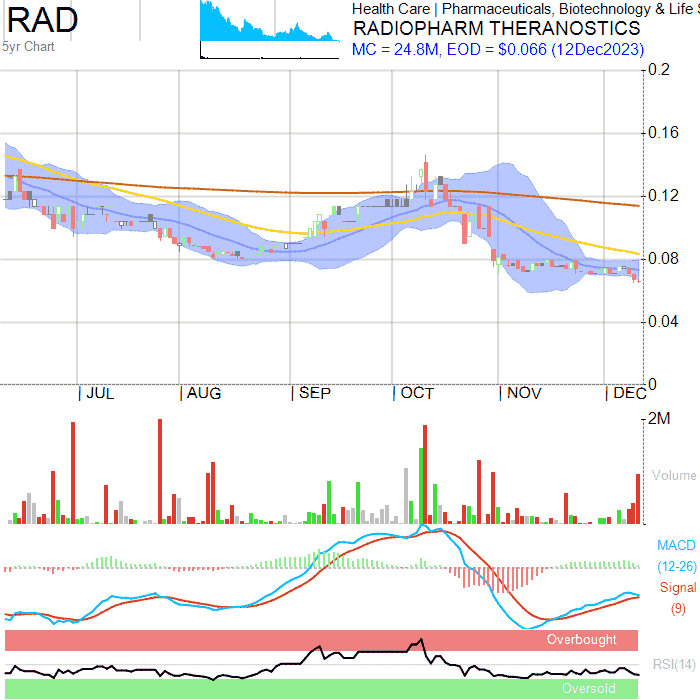 RAD
5yr Chart
Health Care | Pharmaceuticals, Biotechnology & Life S
RADIOPHARM THERANOSTICS
MC = 24.8M, EOD = $0.066 (12Dec2023)
0.2
0.16
0.12
0.08
0.04
0
JUL AUG SEP OCT NOV DEC
2M
Volume
MACD
(12-26)
Signal
(9)
Overbought
RSI(14)
Oversold